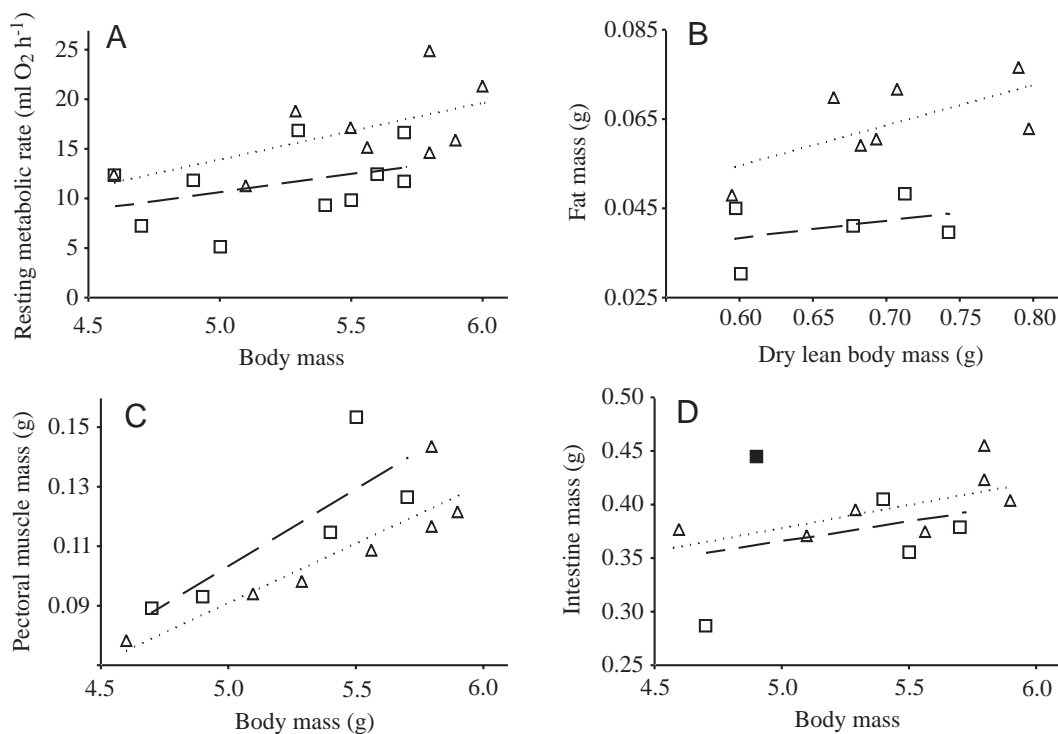 A
Resting metabolic rate (ml O2 h-1)
25
20
15
10
5
0
4.5 5.0 5.5 6.0
Body mass
B
Fat mass (g)
0.085
0.065
0.045
0.025
0.60 0.65 0.70 0.75 0.80
Dry lean body mass (g)
C
Pectoral muscle mass (g)
0.15
0.13
0.11
0.09
4.5 5.0 5.5 6.0
Body mass (g)
D
Intestine mass (g)
0.50
0.45
0.40
0.35
0.30
0.25
4.5 5.0 5.5 6.0
Body mass